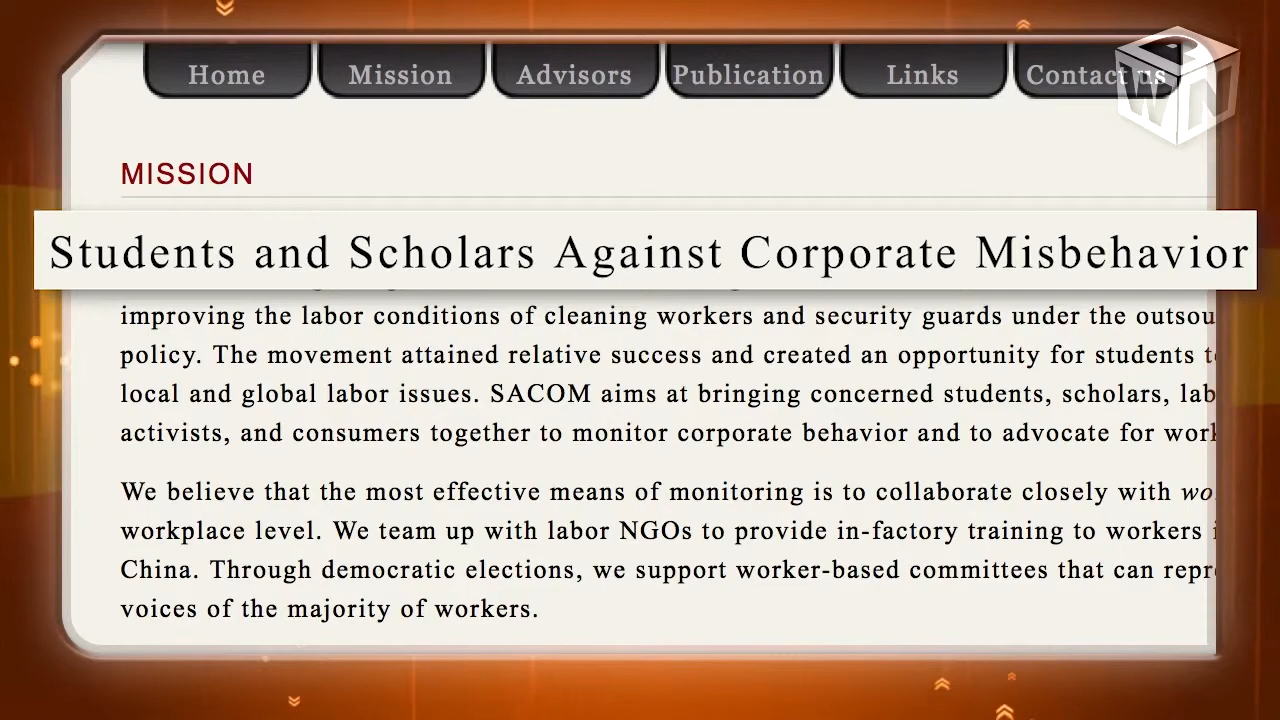 Home Mission Advisors Publication Links Contact us
MISSION
Students and Scholars Against Corporate Misbehavior
improving the labor conditions of cleaning workers and security guards under the
policy. The movement attained relative success and created an opportunity for students
local and global labor issues. SACOM aims at bringing concerned students, scholars,
activists, and consumers together to monitor corporate behavior and to advocate for
We believe that the most effective means of monitoring is to collaborate closely with
workplace level. We team up with labor NGOs to provide in-factory training to workers
China. Through democratic elections, we support worker-based committees that can
voices of the majority of workers.